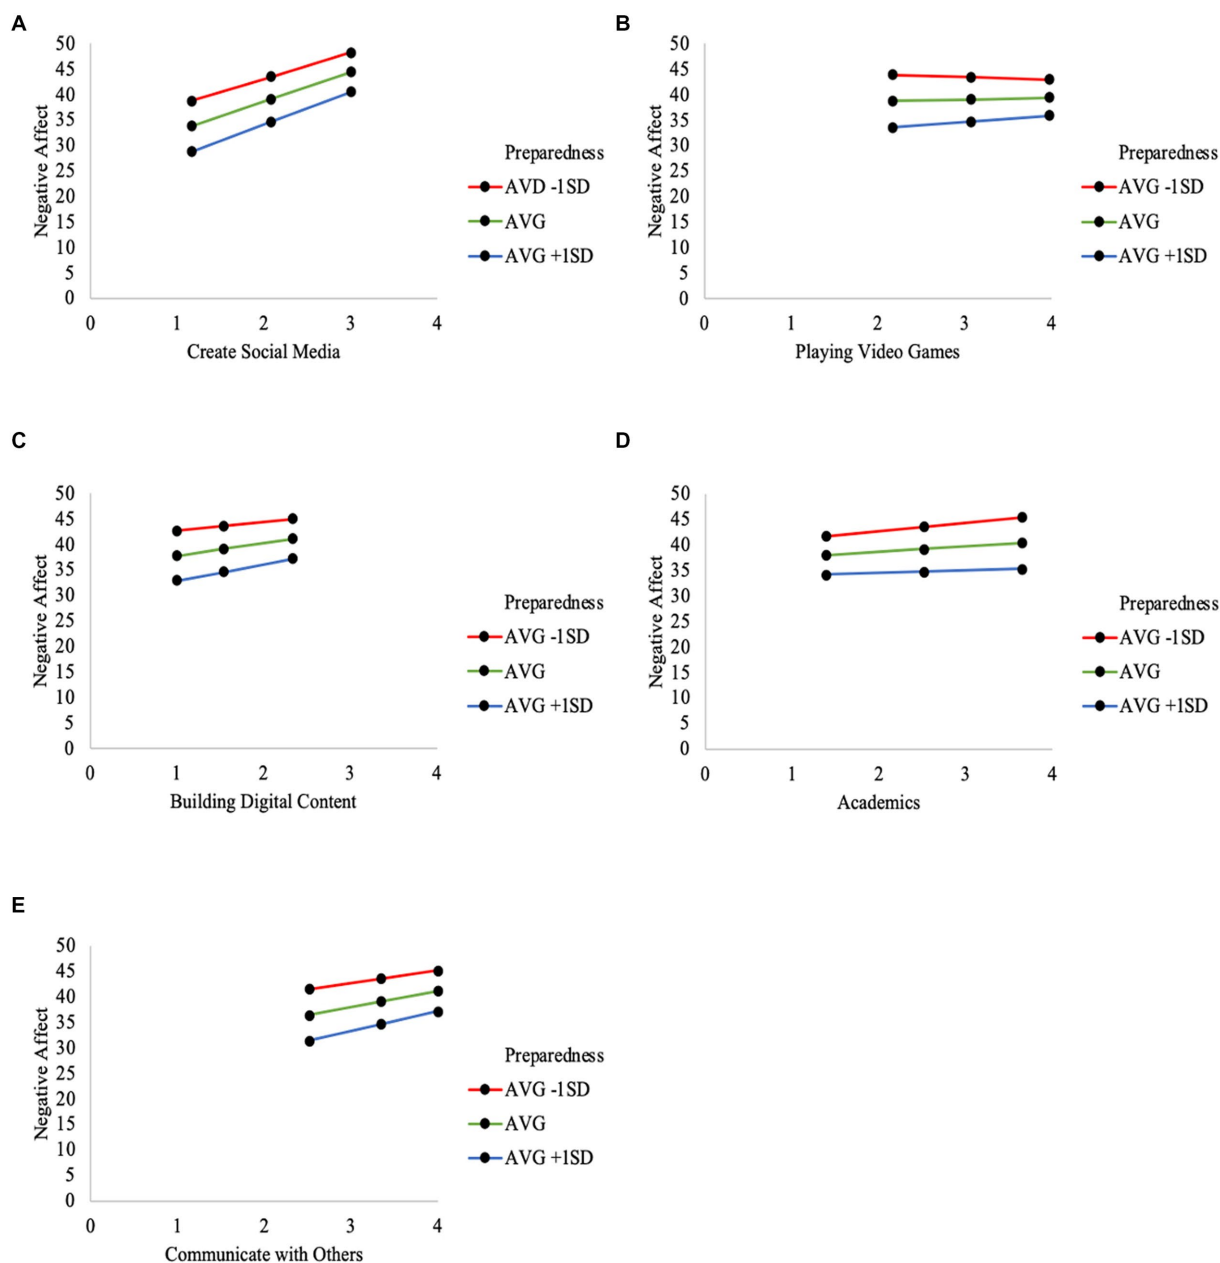 A
50
45
40
35
30
25
20
15
10
5
0
Negative Affect
0 1 2 3 4
Create Social Media
Preparedness
AVD -1SD
AVG
AVG +1SD
B
50
45
40
35
30
25
20
15
10
5
0
Negative Affect
0 1 2 3 4
Playing Video Games
Preparedness
AVG -1SD
AVG
AVG +1SD
C
50
45
40
35
30
25
20
15
10
5
0
Negative Affect
0 1 2 3 4
Building Digital Content
Preparedness
AVG -1SD
AVG
AVG +1SD
D
50
45
40
35
30
25
20
15
10
5
0
Negative Affect
0 1 2 3 4
Academics
Preparedness
AVG -1SD
AVG
AVG +1SD
E
50
45
40
35
30
25
20
15
10
5
0
Negative Affect
0 1 2 3 4
Communicate with Others
Preparedness
AVG -1SD
AVG
AVG +1SD